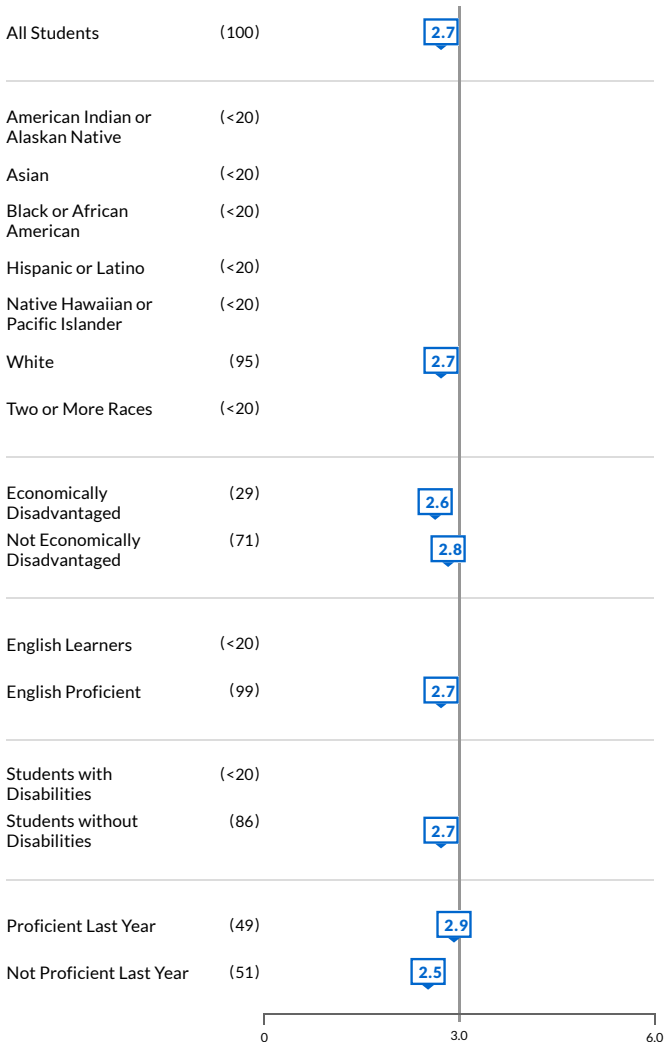 All Students (100) 2.7
American Indian or (<20)
Alaskan Native
Asian (<20)
Black or African (<20)
American
Hispanic or Latino (<20)
Native Hawaiian or (<20)
Pacific Islander
White (95) 2.7
Two or More Races (<20)
Economically (29) 2.6
Disadvantaged
Not Economically (71) 2.8
Disadvantaged
English Learners (<20)
English Proficient (99) 2.7
Students with (<20)
Disabilities
Students without (86) 2.7
Disabilities
Proficient Last Year (49) 2.9
Not Proficient Last Year (51) 2.5
0 3.0 6.0